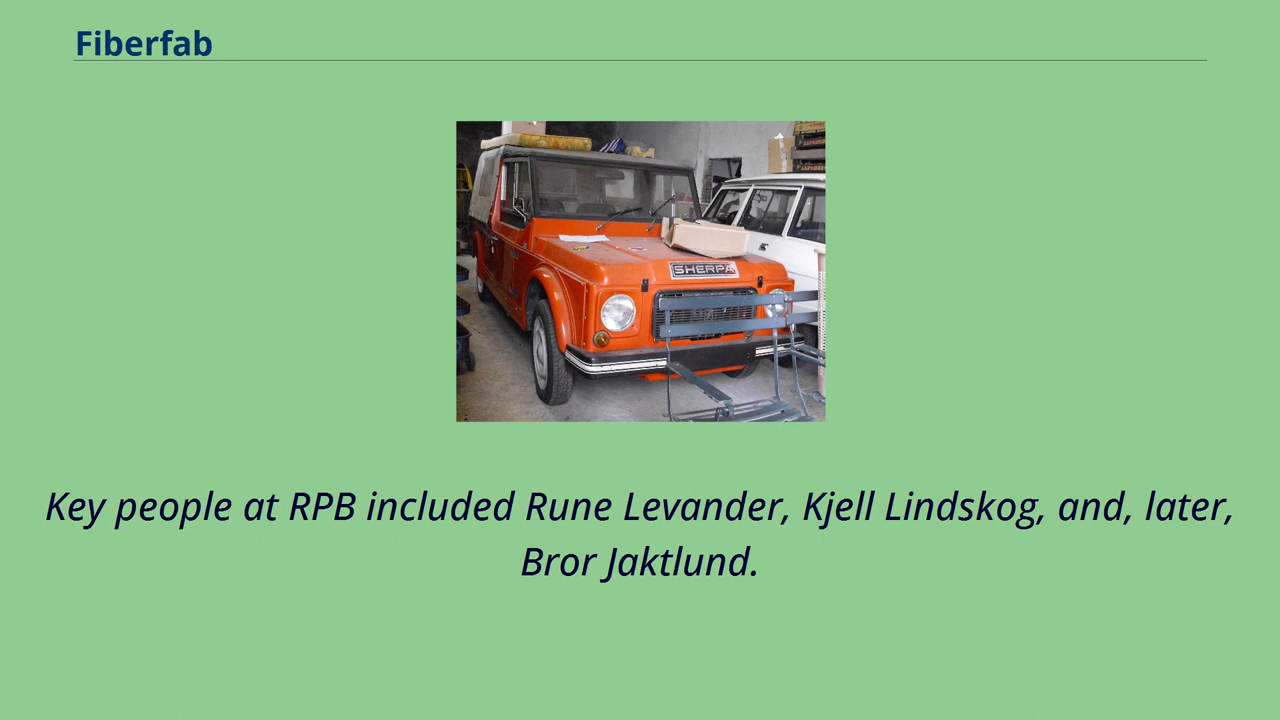 Fiberfab
SHERPA
Key people at RPB included Rune Levander, Kjell Lindskog, and, later,
Bror Jaktlund.